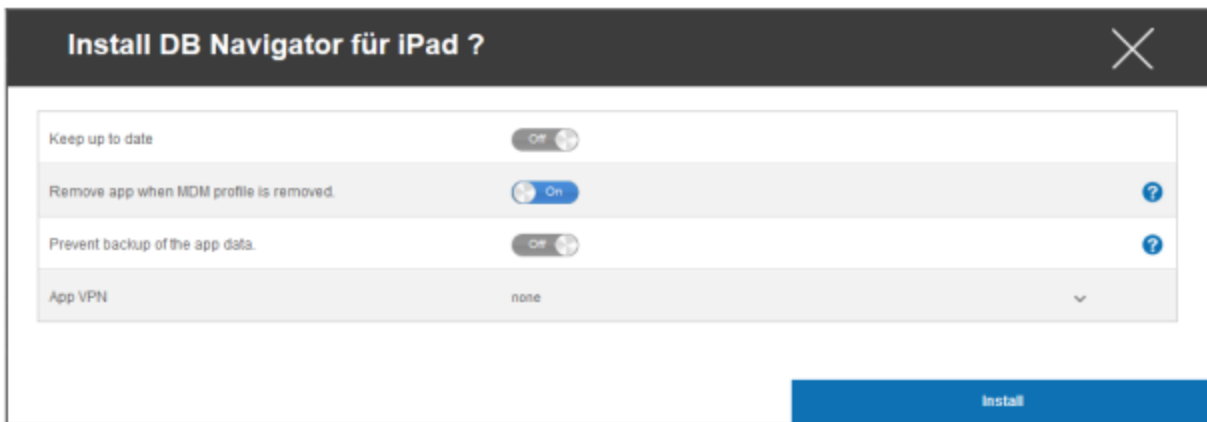 Install DB Navigator für iPad ?
Keep up to date Off
Remove app when MDM profile is removed. On ?
Prevent backup of the app data. Off ?
App VPN none
Install